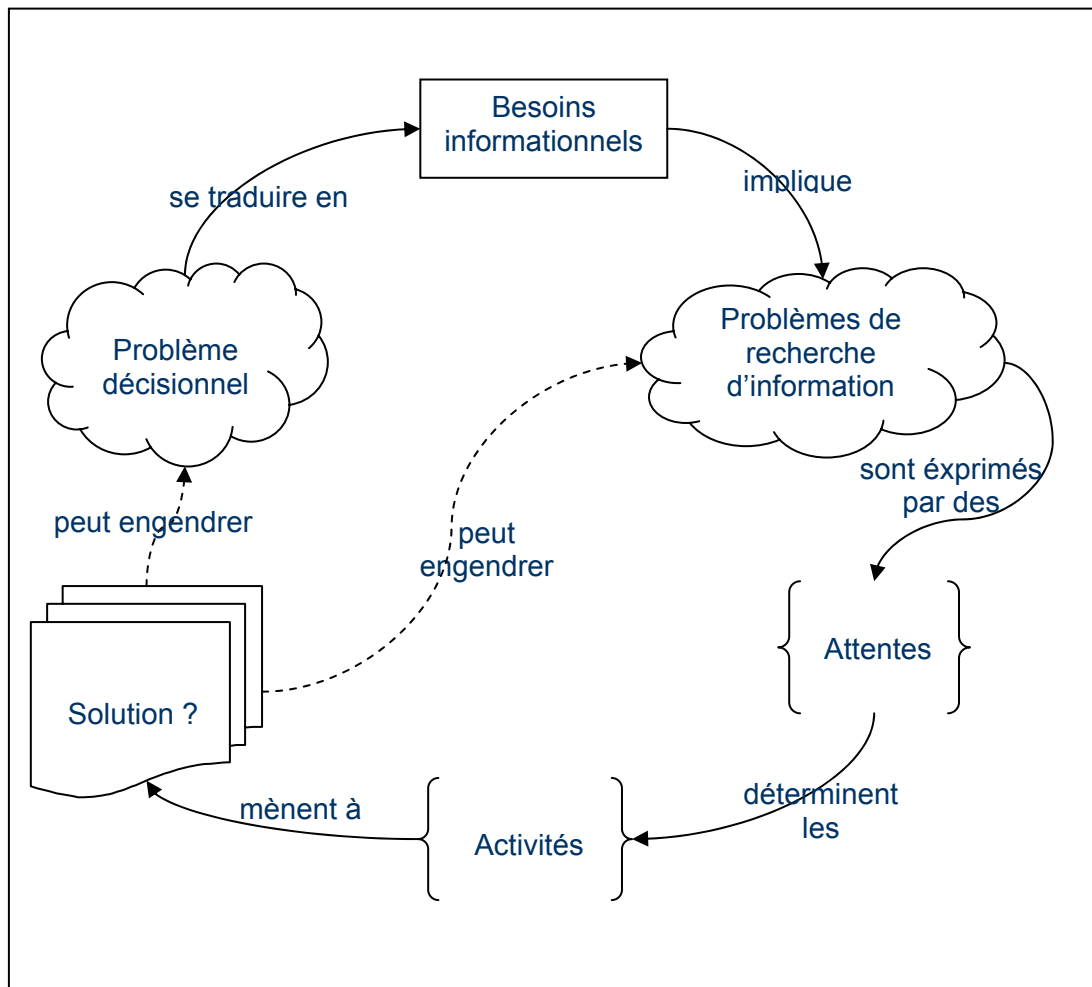 Besoins
informationnels
se traduire en
implique
Problème
décisionnel
Problèmes de
recherche
d’information
sont éxprimés
par des
peut engendrer
peut
engendrer
Attentes
Solution ?
déterminent
les
mènent à
Activités